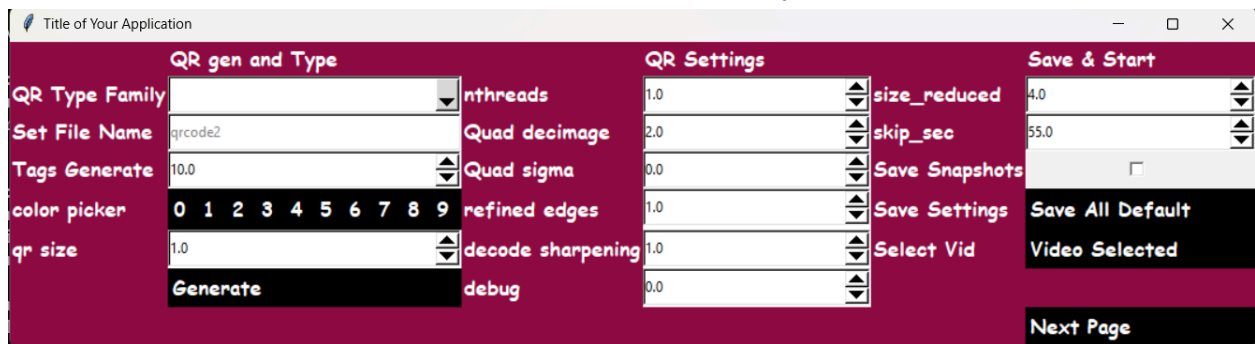 Title of Your Application
QR gen and Type QR Settings Save & Start
QR Type Family nthreads 1.0 size_reduced 4.0
Set File Name qrcode2 Quad decimage 2.0 skip_sec 55.0
Tags Generate 10.0 Quad sigma 0.0 Save Snapshots
color picker 0 1 2 3 4 5 6 7 8 9 refined edges 1.0 Save Settings Save All Default
qr size 1.0 decode sharpening 1.0 Select Vid Video Selected
Generate debug 0.0
Next Page